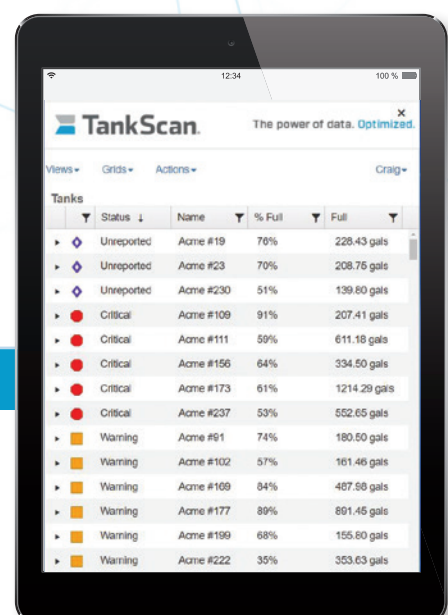 12:34 100 %
TankScan. The power of data. Optimized.
Views Grids Actions Craig
Tanks
Status ↓ Name % Full Full
Unreported Acme #19 76% 228.43 gals
Unreported Acme #23 70% 208.75 gals
Unreported Acme #230 51% 139.80 gals
Critical Acme #109 91% 207.41 gals
Critical Acme #111 59% 611.18 gals
Critical Acme #156 64% 334.50 gals
Critical Acme #173 61% 1214.29 gals
Critical Acme #237 53% 552.65 gals
Warning Acme #91 74% 180.50 gals
Warning Acme #102 57% 161.46 gals
Warning Acme #169 84% 487.98 gals
Warning Acme #177 89% 891.45 gals
Warning Acme #199 68% 155.80 gals
Warning Acme #222 35% 353.63 gals